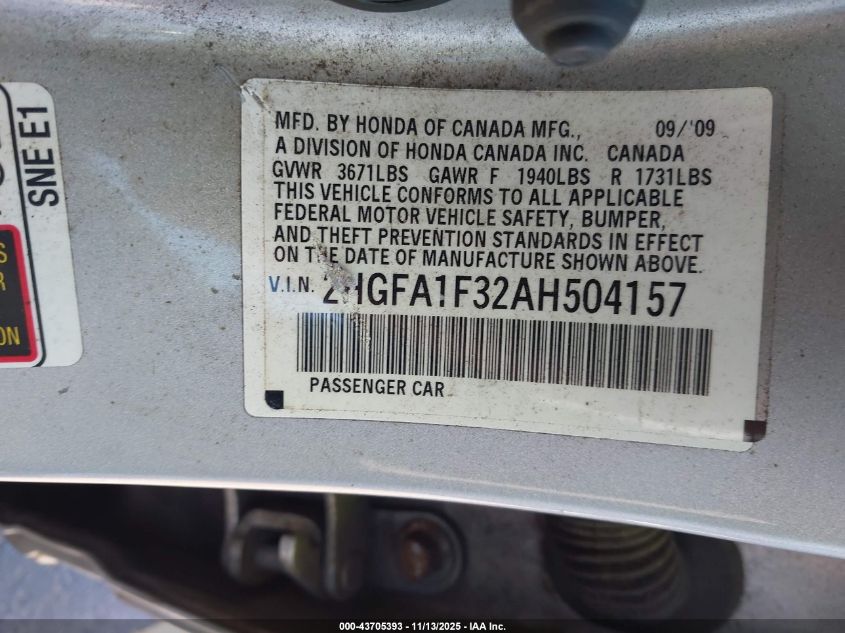 SNE E1
S
R
ON
MFD. BY HONDA OF CANADA MFG., 09/'09
A DIVISION OF HONDA CANADA INC. CANADA
GVWR 3671LBS GAWR F 1940LBS R 1731LBS
THIS VEHICLE CONFORMS TO ALL APPLICABLE
FEDERAL MOTOR VEHICLE SAFETY, BUMPER,
AND THEFT PREVENTION STANDARDS IN EFFECT
ON THE DATE OF MANUFACTURE SHOWN ABOVE.
V.I.N. 2HGFA1F32AH504157
PASSENGER CAR
000-43705393 - 11/13/2025 - IAA Inc.